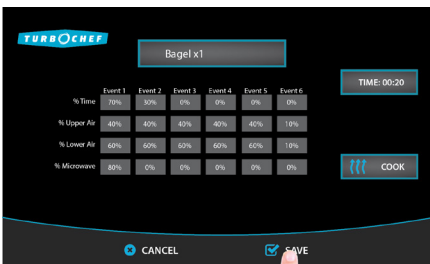 TURBOCHEF
Bagel x1
TIME: 00:20
Event 1 Event 2 Event 3 Event 4 Event 5 Event 6
% Time 70% 30% 0% 0% 0% 0%
% Upper Air 40% 40% 40% 40% 40% 10%
% Lower Air 60% 60% 60% 60% 60% 10%
% Microwave 80% 0% 0% 0% 0% 0%
COOK
CANCEL SAVE